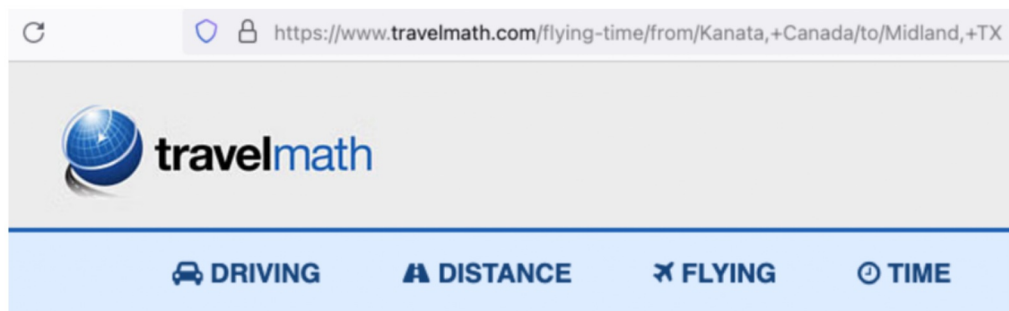 https://www.travelmath.com/flying-time/from/Kanata,+Canada/to/Midland,+TX
travelmath
DRIVING DISTANCE FLYING TIME